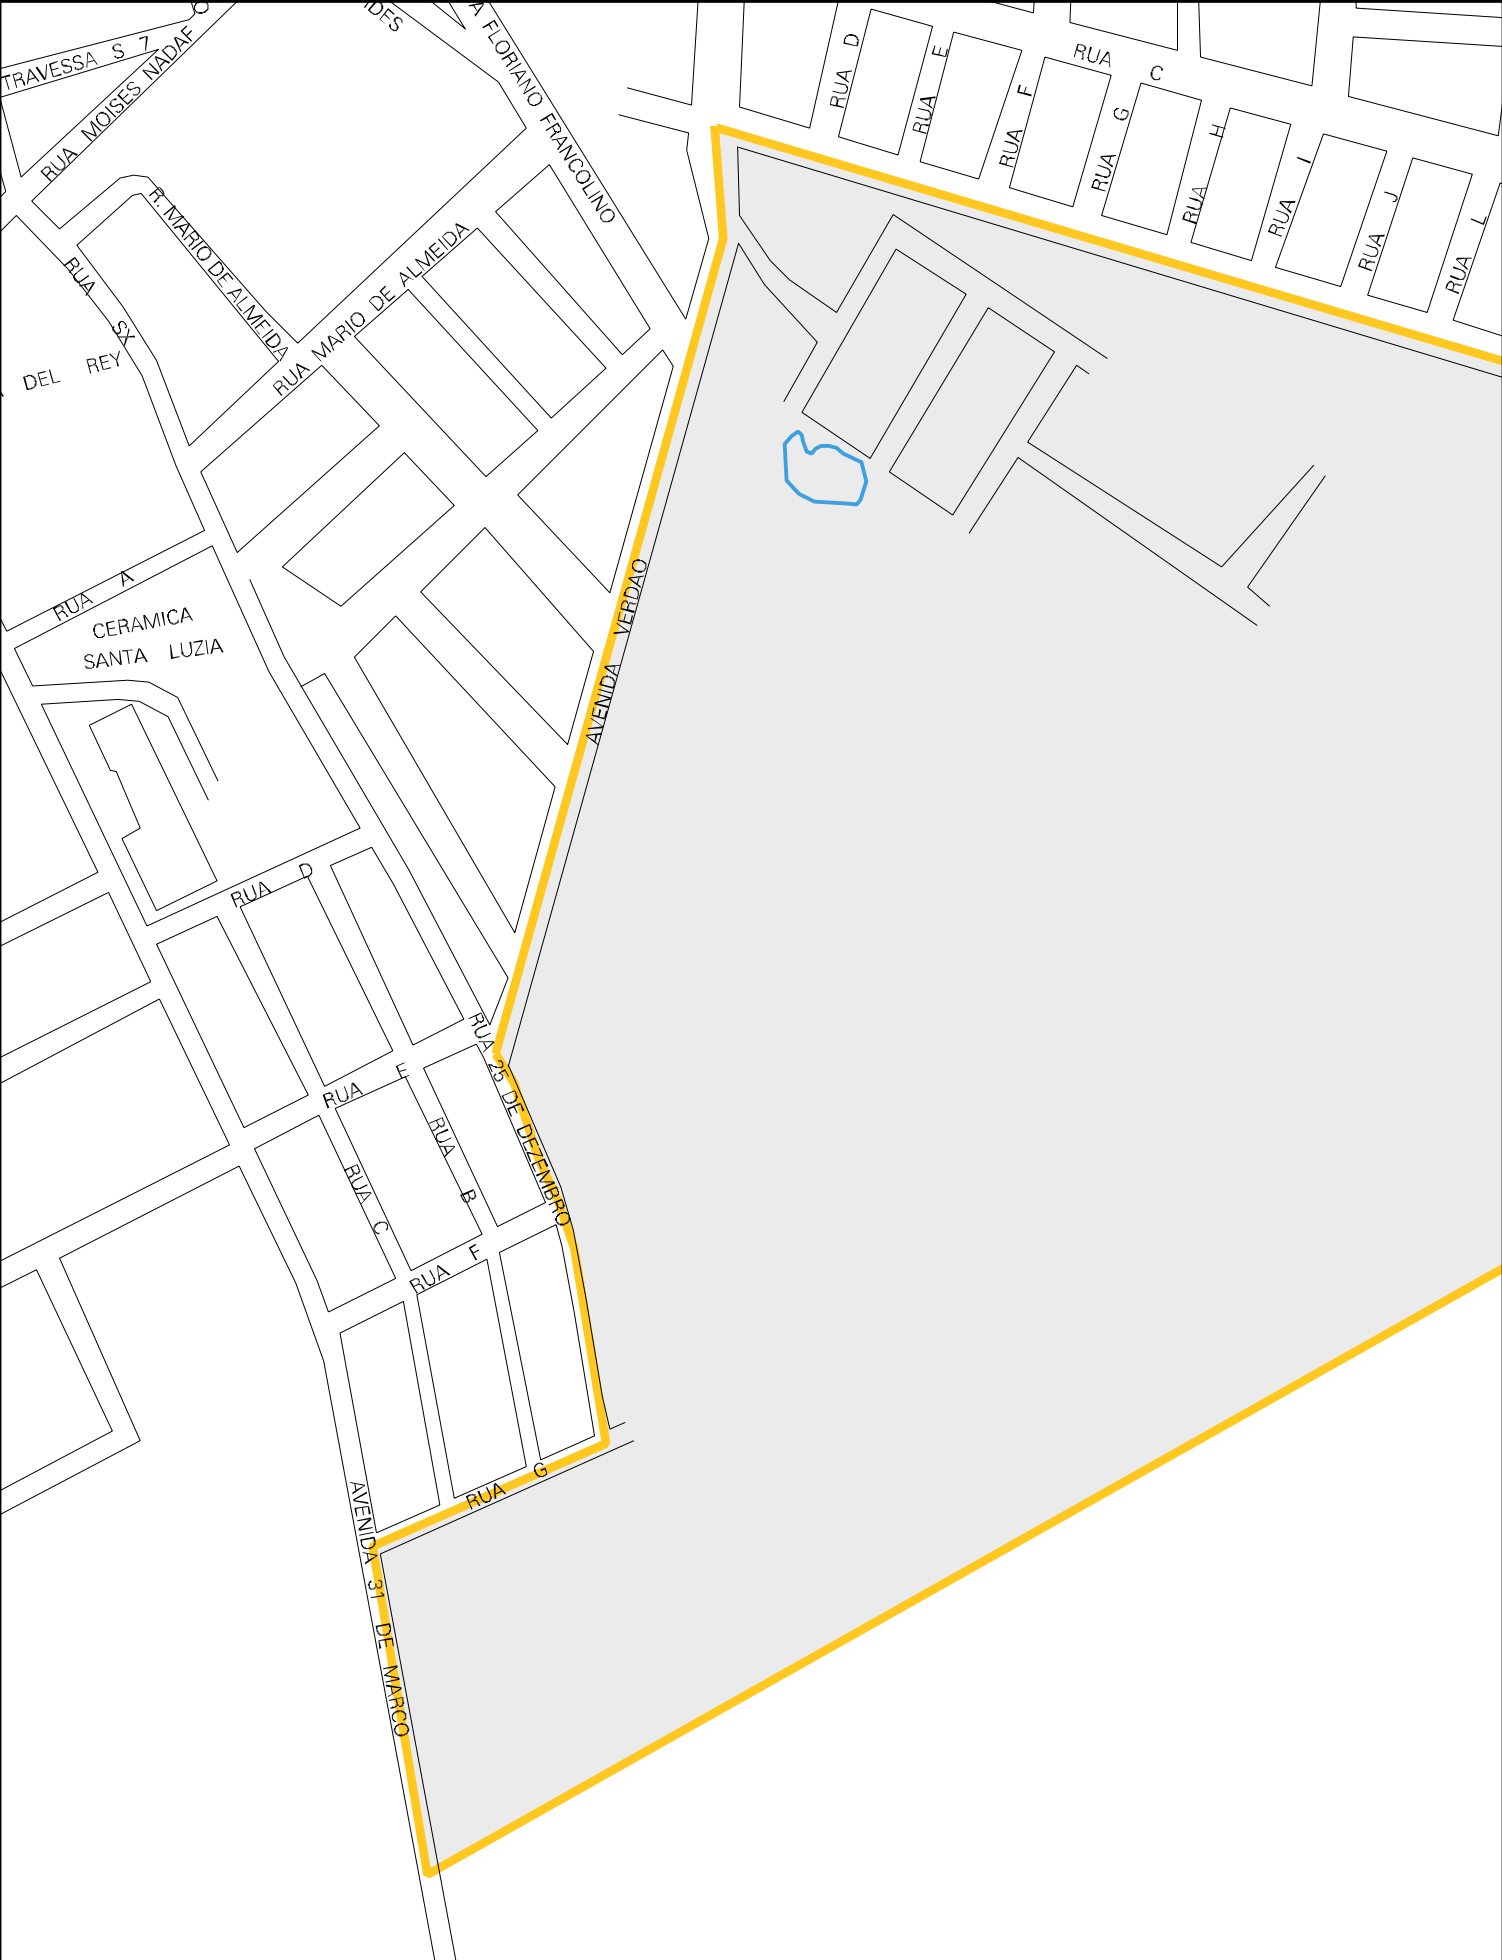 TRAVESSA S 7
RUA MOISES NADAF
IDES
A FLORIANO FRANCOLINO
RUA D
RUA E
RUA F
RUA C
RUA G
RUA H
RUA I
RUA J
RUA L
R. MARIO DE ALMEIDA
RUA MARIO DE ALMEIDA
RUA SX
DEL REY
RUA A
CERAMICA
SANTA LUZIA
AVENIDA VERDAO
RUA D
RUA 25 DE DEZEMBRO
RUA E
RUA B
RUA C
RUA F
RUA G
AVENIDA 31 DE MARCO